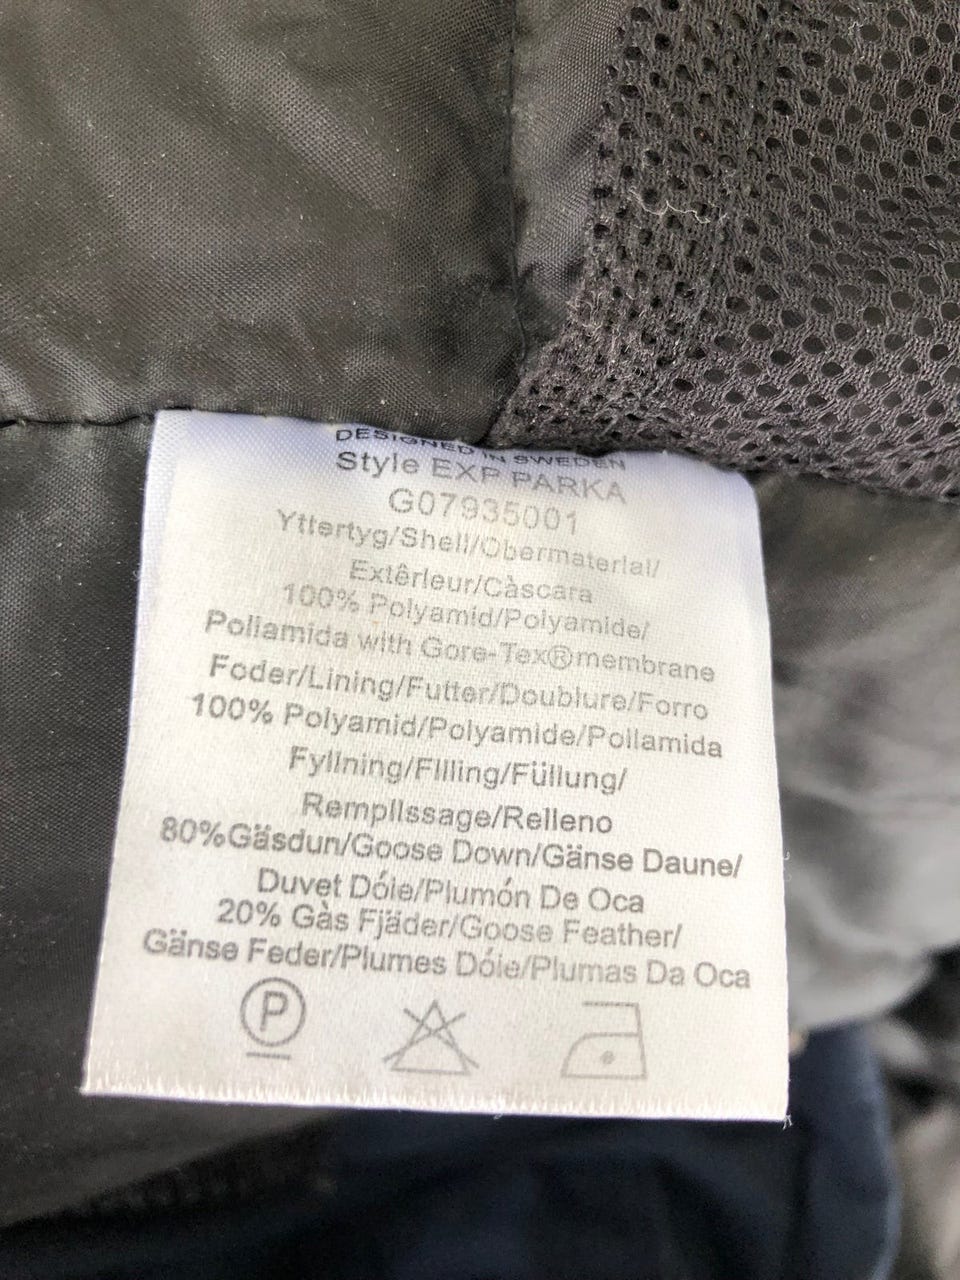 DESIGNED IN SWEDEN
Style EXP PARKA
G07935001
Yttertyg/Shell/Obermaterial/
Extêrieur/Càscara
100% Polyamid/Polyamide/
Poliamida with Gore-Tex®membrane
Foder/Lining/Futter/Doublure/Forro
100% Polyamid/Polyamide/Poliamida
Fyllning/Filling/Füllung/
Remplissage/Relleno
80%Gäsdun/Goose Down/Gänse Daune/
Duvet Dóie/Plumón De Oca
20% Gàs Fjäder/Goose Feather/
Gänse Feder/Plumes Dóie/Plumas Da Oca
P